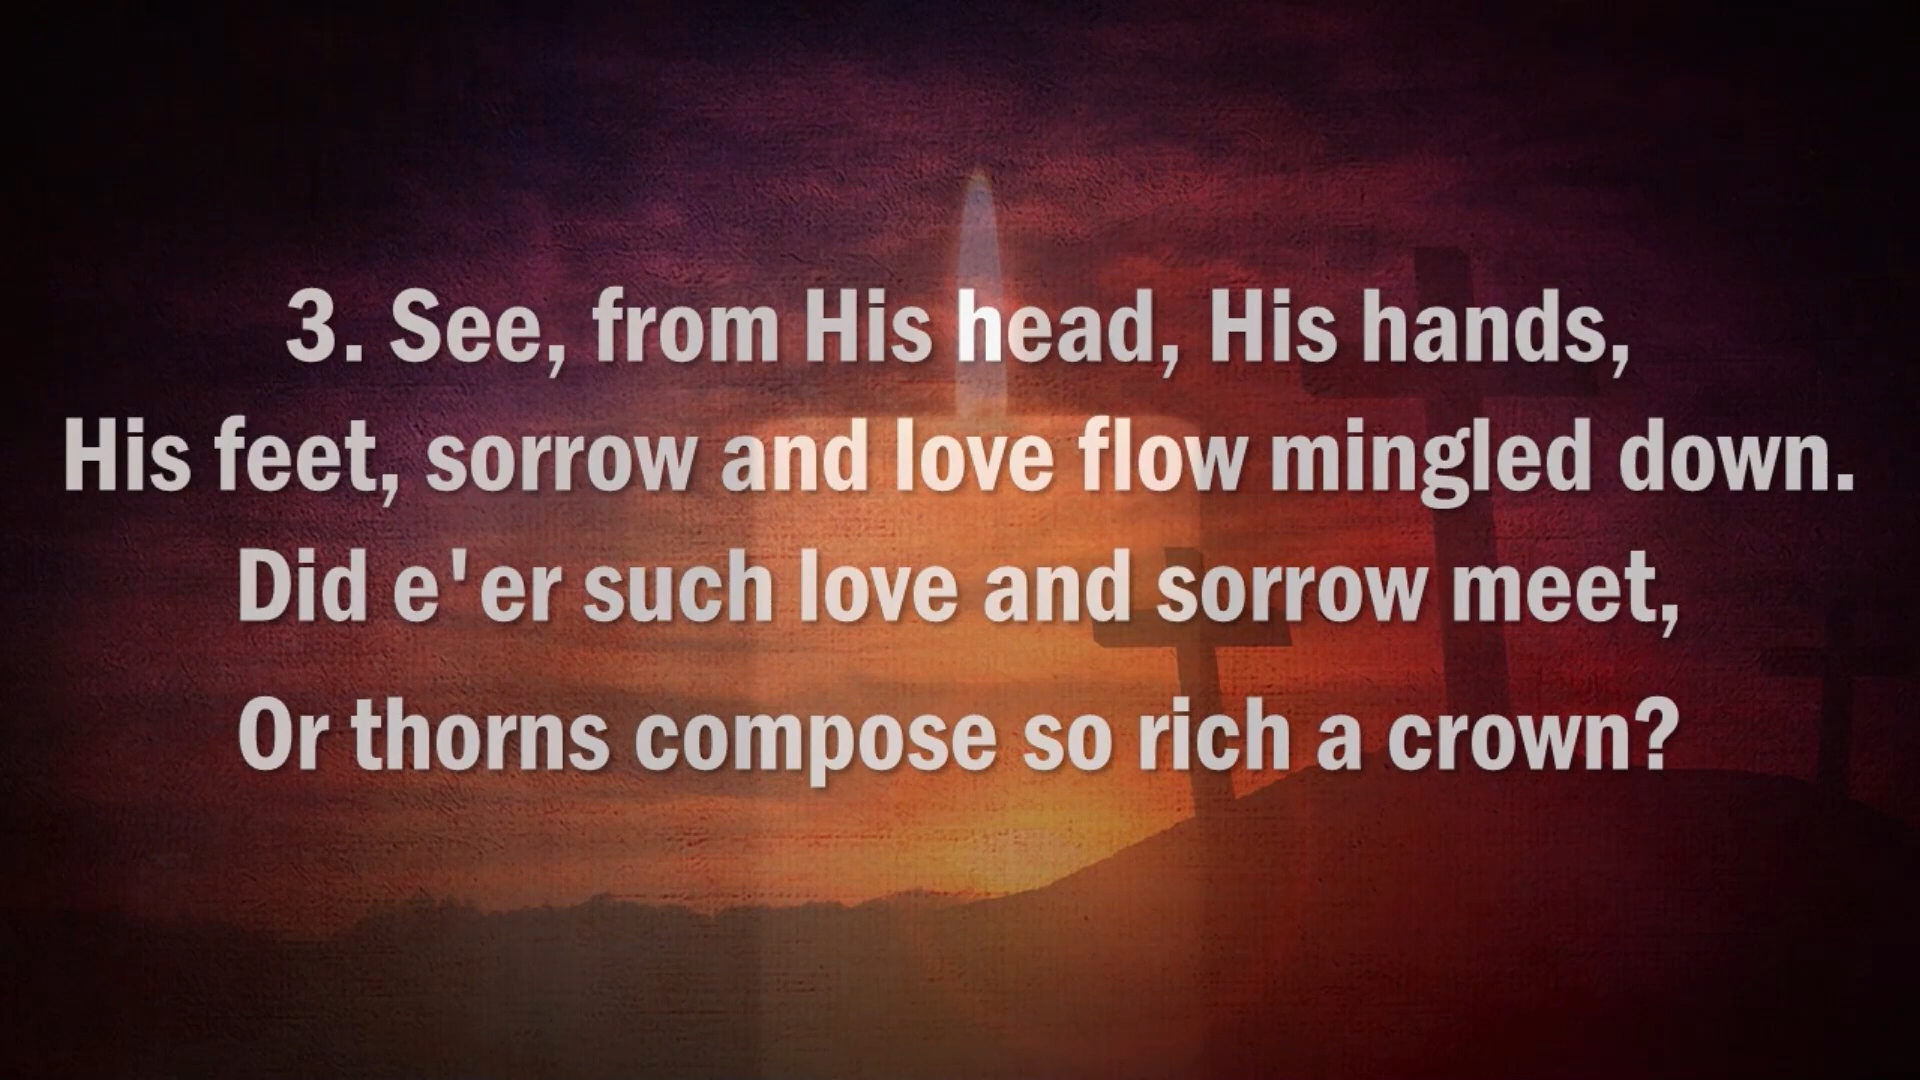 3. See, from His head, His hands,
His feet, sorrow and love flow mingled down.
Did e'er such love and sorrow meet,
Or thorns compose so rich a crown?